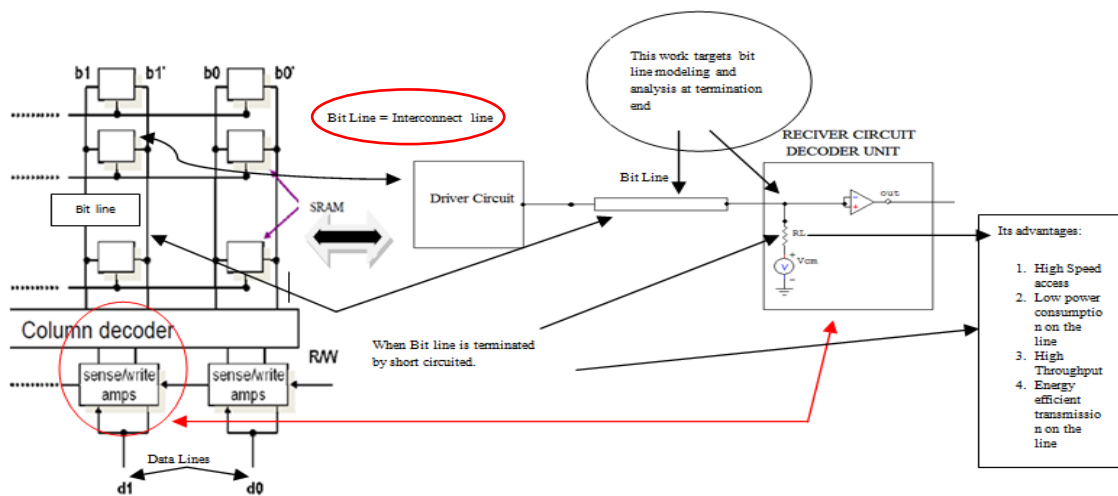 b1
b1'
b0
b0'
This work targets bit
line modeling and
analysis at termination
end
Bit Line = Interconnect line
RECIVER CIRCUIT
DECODER UNIT
Bit line
SRAM
Driver Circuit
Bit Line
out
RL
Vcm
V
Its advantages:
1. High Speed
access
2. Low power
consumptio
n on the
line
3. High
Throughput
4. Energy
efficient
transmissio
n on the
line
Column decoder
R/W
When Bit line is terminated
by short circuited.
sense/write
amps
sense/write
amps
Data Lines
d1
d0